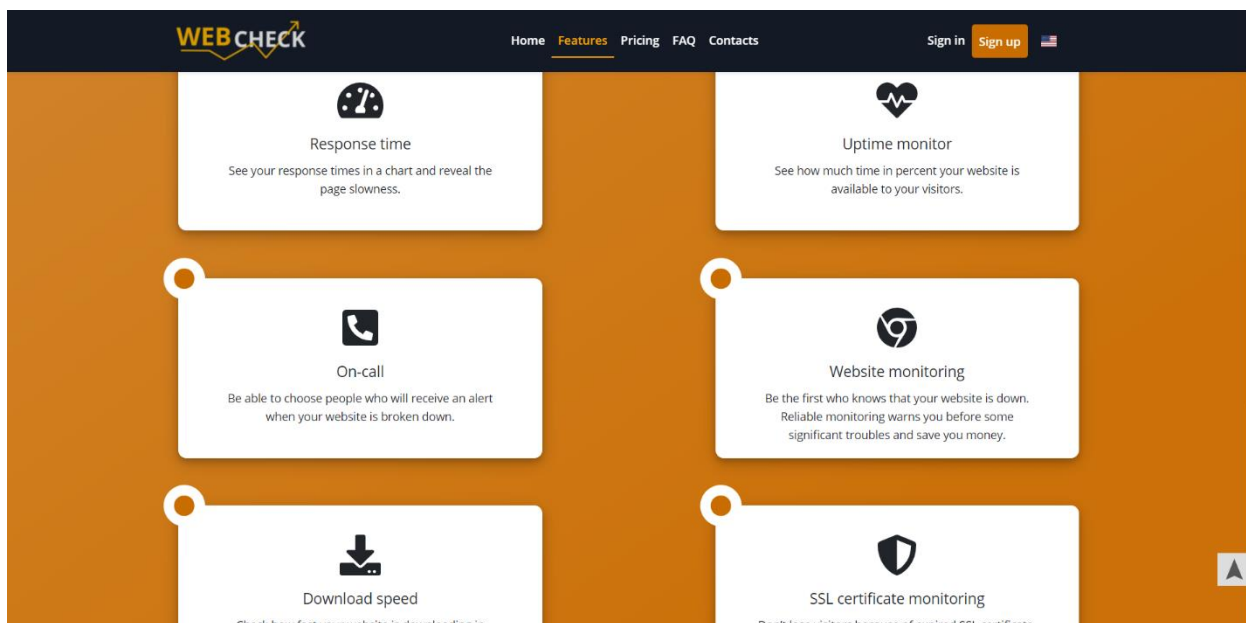 WEBCHECK
Home Features Pricing FAQ Contacts
Sign in Sign up
Response time
See your response times in a chart and reveal the
page slowness.
Uptime monitor
See how much time in percent your website is
available to your visitors.
On-call
Be able to choose people who will receive an alert
when your website is broken down.
Website monitoring
Be the first who knows that your website is down.
Reliable monitoring warns you before some
significant troubles and save you money.
Download speed
SSL certificate monitoring